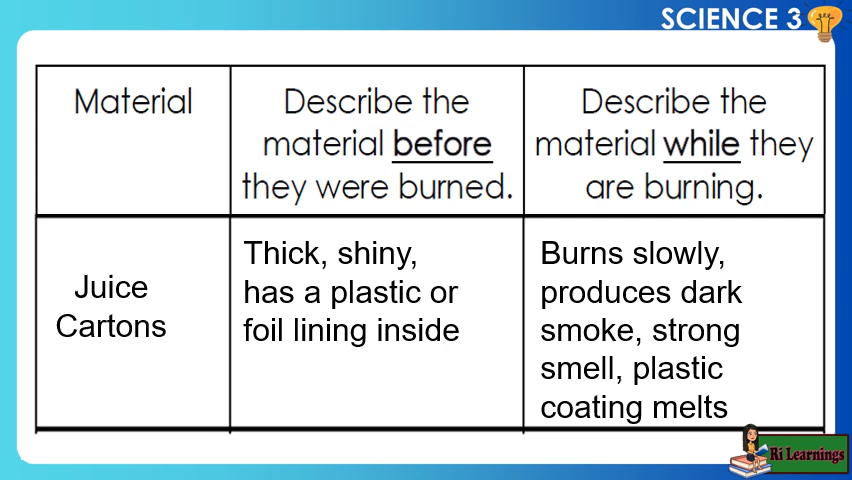 SCIENCE 3
Material
Describe the
material before
they were burned.
Describe the
material while they
are burning.
Juice
Cartons
Thick, shiny,
has a plastic or
foil lining inside
Burns slowly,
produces dark
smoke, strong
smell, plastic
coating melts
Ri Learnings